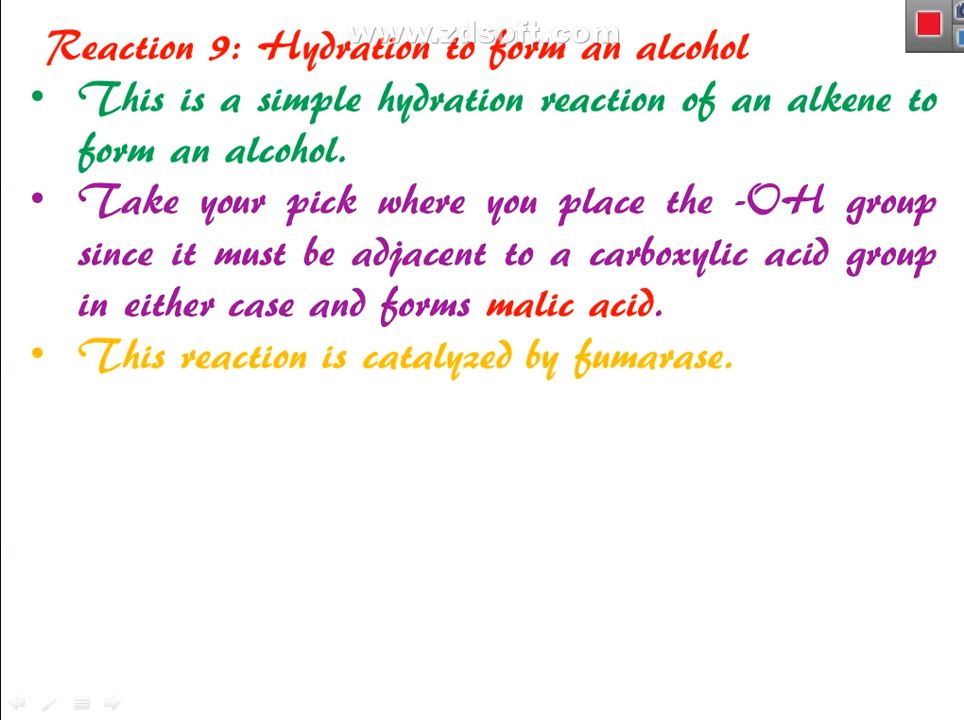 www.zdsoft.com
Reaction 9: Hydration to form an alcohol
• This is a simple hydration reaction of an alkene to
form an alcohol.
• Take your pick where you place the -OH group
since it must be adjacent to a carboxylic acid group
in either case and forms malic acid.
• This reaction is catalyzed by fumarase.